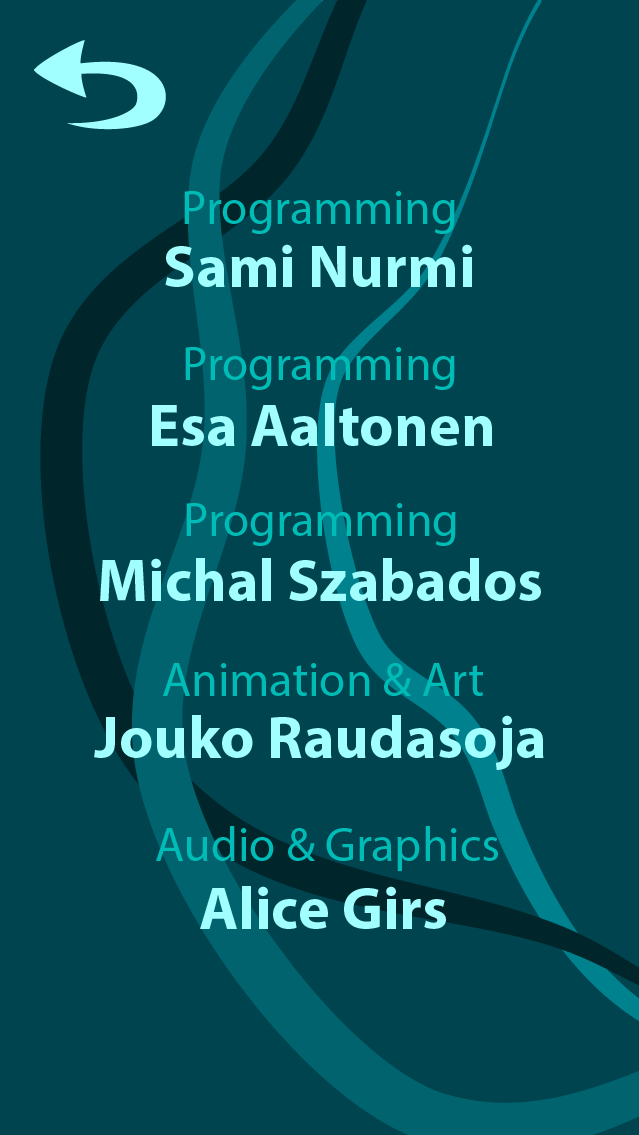 Programming
Sami Nurmi
Programming
Esa Aaltonen
Programming
Michal Szabados
Animation & Art
Jouko Raudasoja
Audio & Graphics
Alice Girs